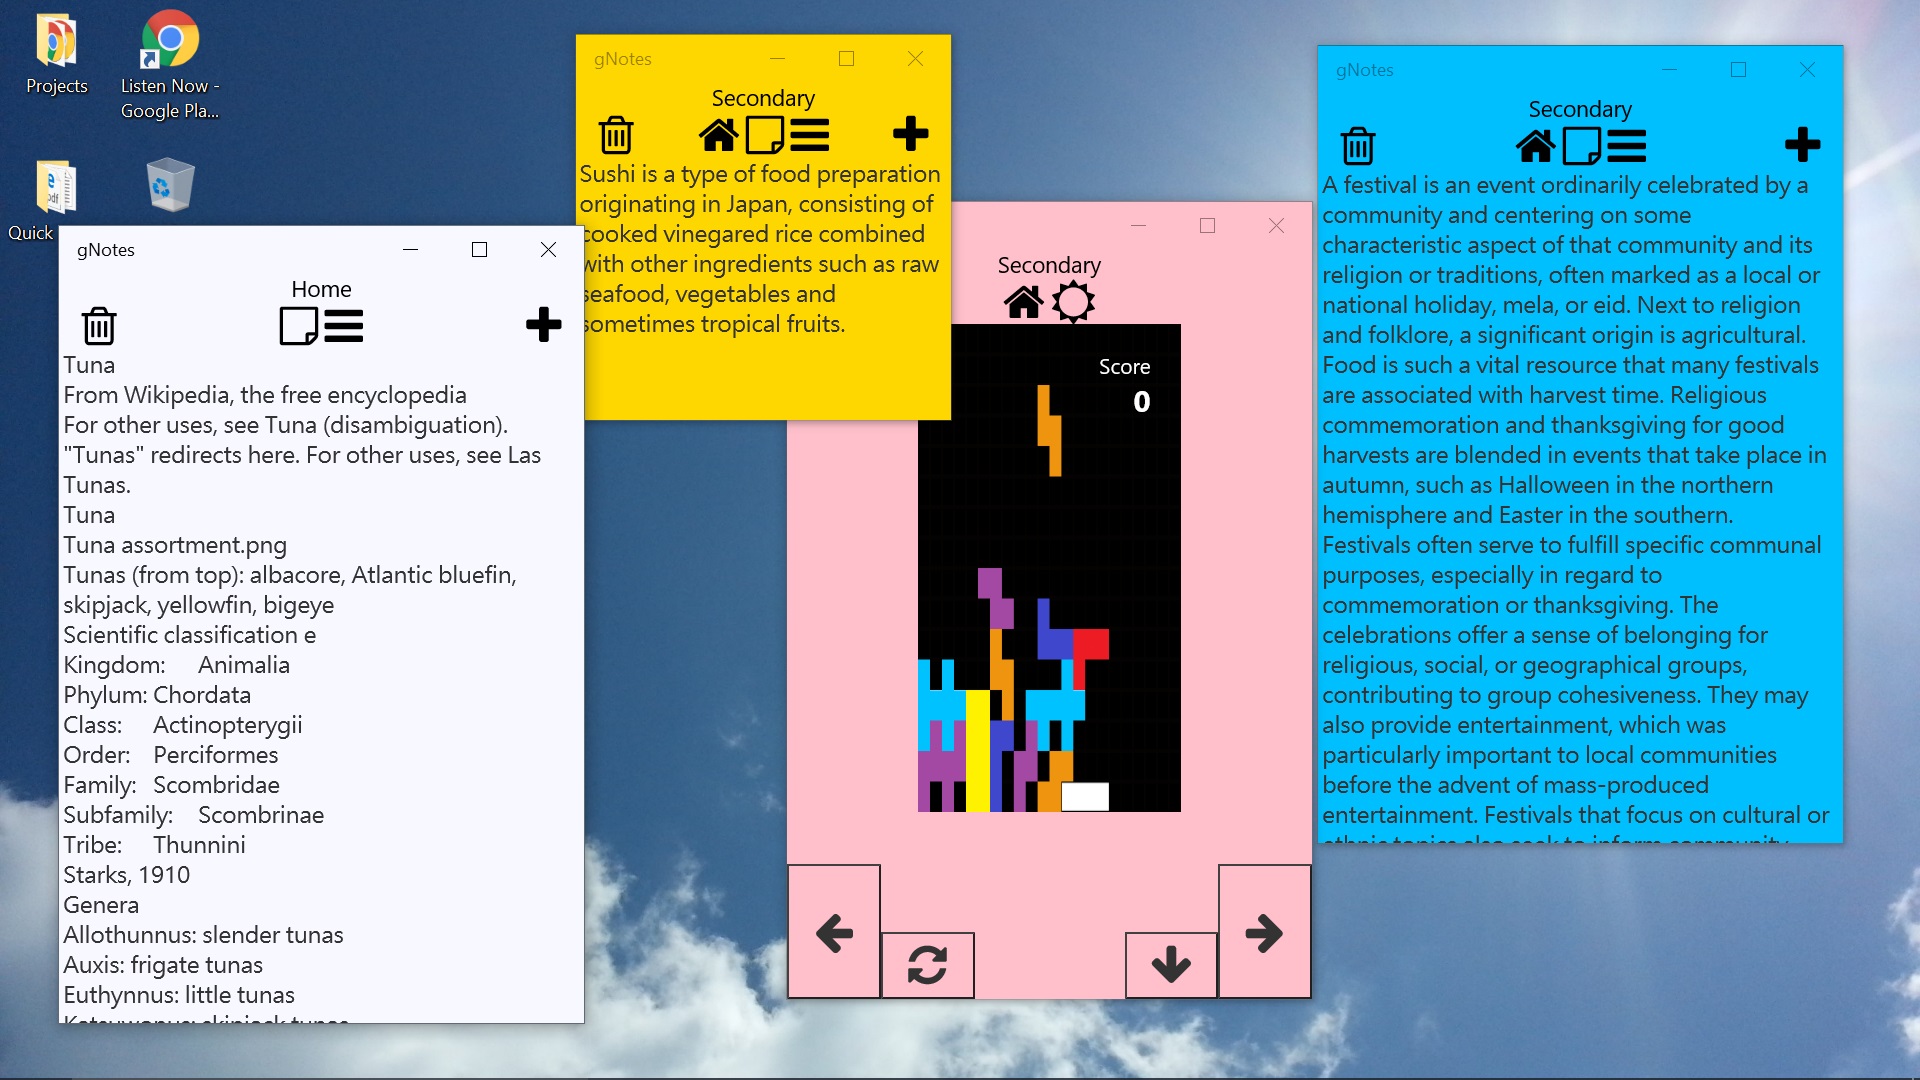 Projects
Listen Now -
Google Pla...
Quick
gNotes
Home
Tuna
From Wikipedia, the free encyclopedia
For other uses, see Tuna (disambiguation).
"Tunas" redirects here. For other uses, see Las
Tunas.
Tuna
Tuna assortment.png
Tunas (from top): albacore, Atlantic bluefin,
skipjack, yellowfin, bigeye
Scientific classification e
Kingdom: Animalia
Phylum: Chordata
Class: Actinopterygii
Order: Perciformes
Family: Scombridae
Subfamily: Scombrinae
Tribe: Thunnini
Starks, 1910
Genera
Allothunnus: slender tunas
Auxis: frigate tunas
Euthynnus: little tunas
Katsuwonus: skipjack tunas
gNotes
Secondary
Sushi is a type of food preparation
originating in Japan, consisting of
cooked vinegared rice combined
with other ingredients such as raw
seafood, vegetables and
sometimes tropical fruits.
Secondary
Score
0
gNotes
Secondary
A festival is an event ordinarily celebrated by a
community and centering on some
characteristic aspect of that community and its
religion or traditions, often marked as a local or
national holiday, mela, or eid. Next to religion
and folklore, a significant origin is agricultural.
Food is such a vital resource that many festivals
are associated with harvest time. Religious
commemoration and thanksgiving for good
harvests are blended in events that take place in
autumn, such as Halloween in the northern
hemisphere and Easter in the southern.
Festivals often serve to fulfill specific communal
purposes, especially in regard to
commemoration or thanksgiving. The
celebrations offer a sense of belonging for
religious, social, or geographical groups,
contributing to group cohesiveness. They may
also provide entertainment, which was
particularly important to local communities
before the advent of mass-produced
entertainment. Festivals that focus on cultural or
ethnic topics also seek to inform community